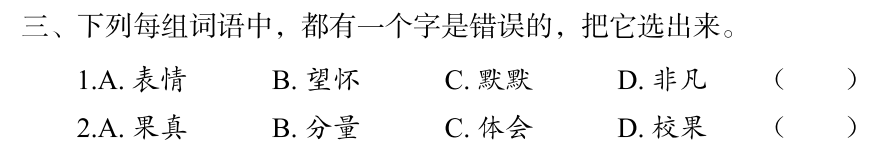 三、下列每组词语中，都有一个字是错误的，把它选出来。
1.A. 表情 B. 望怀 C. 默默 D. 非凡 （ ）
2.A. 果真 B. 分量 C. 体会 D. 校果 （ ）